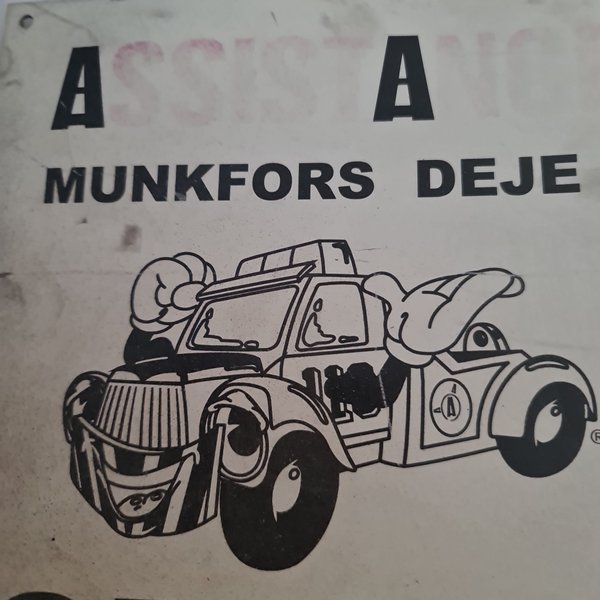 ASSISTANC
MUNKFORS DEJE
A
®